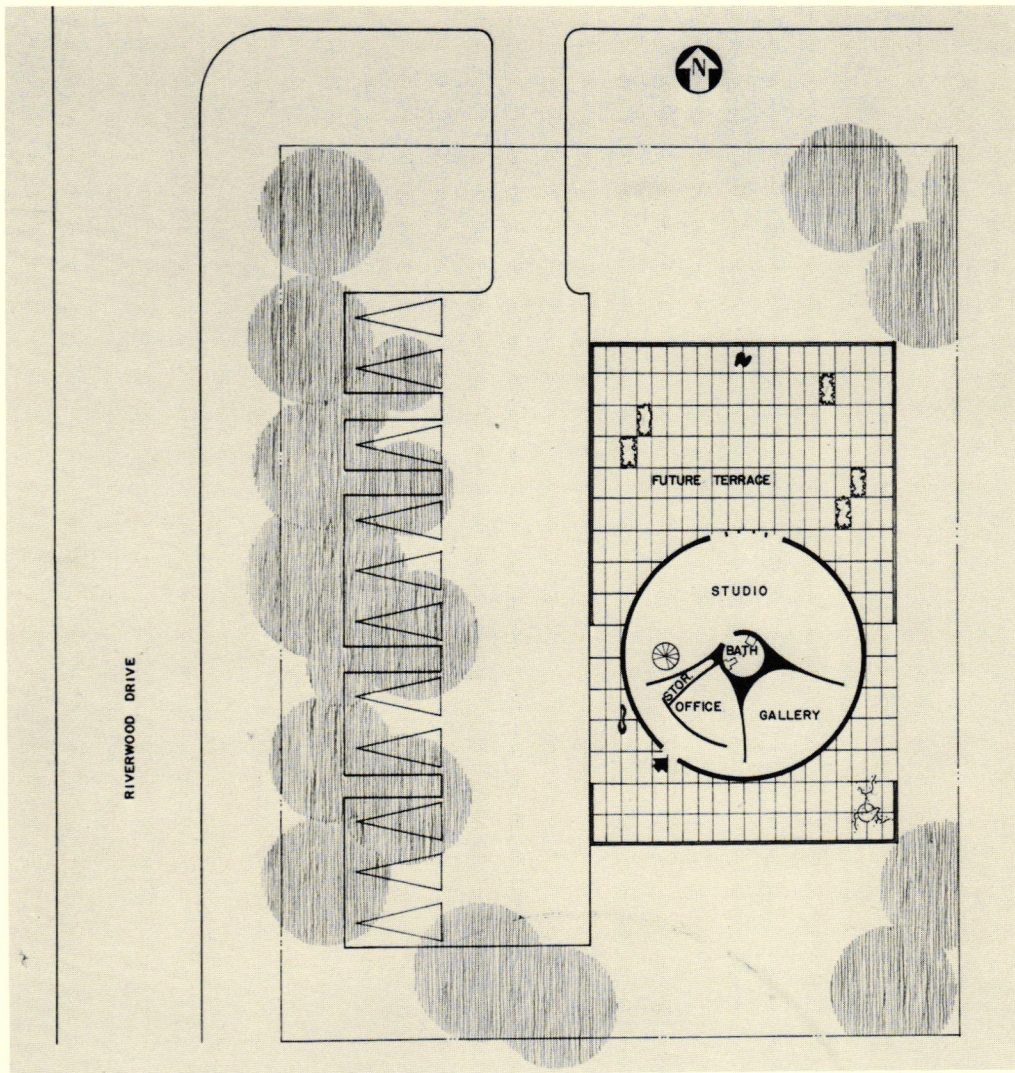 N
FUTURE TERRACE
STUDIO
BATH
STOR.
OFFICE
GALLERY
RIVERWOOD DRIVE